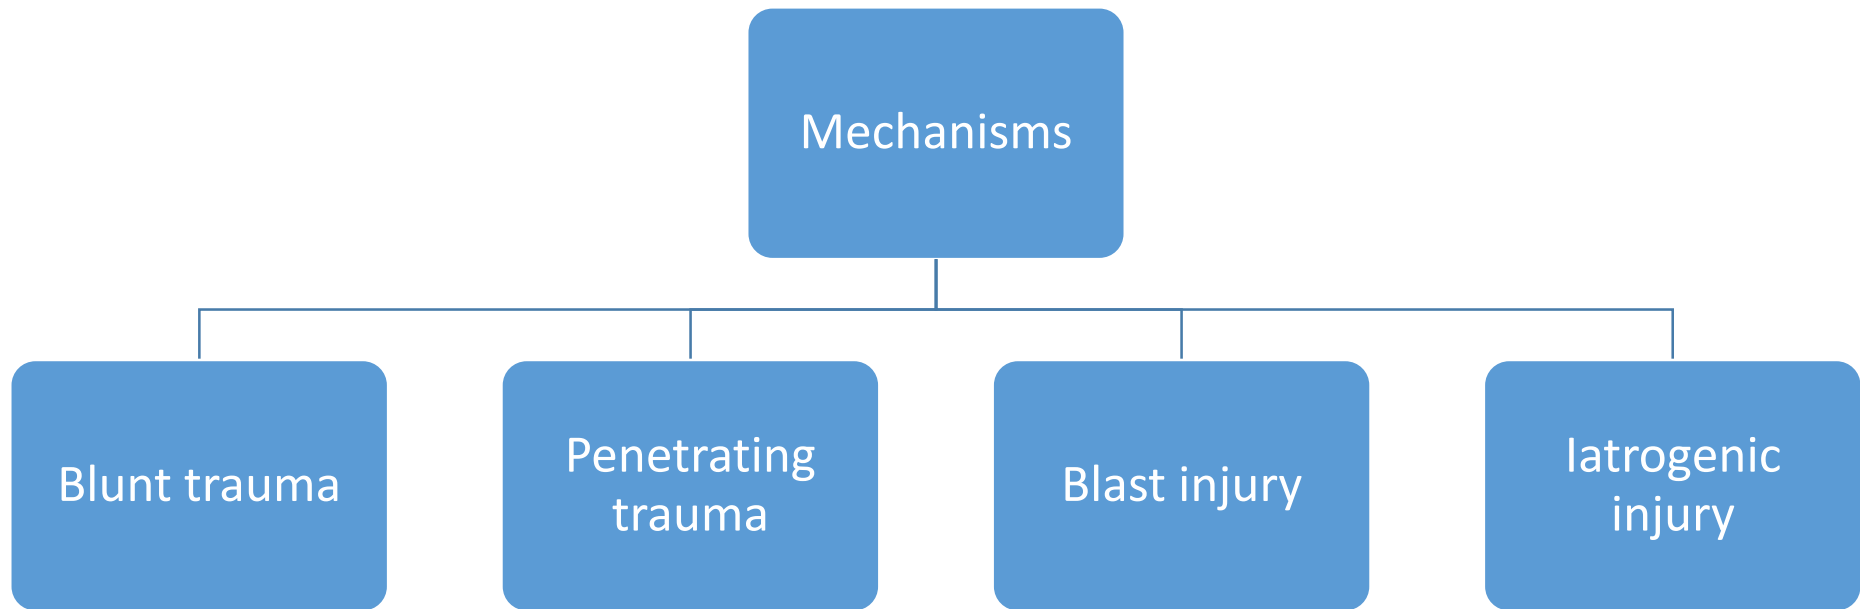 Mechanisms
Blunt trauma
Penetrating
trauma
Blast injury
Iatrogenic
injury